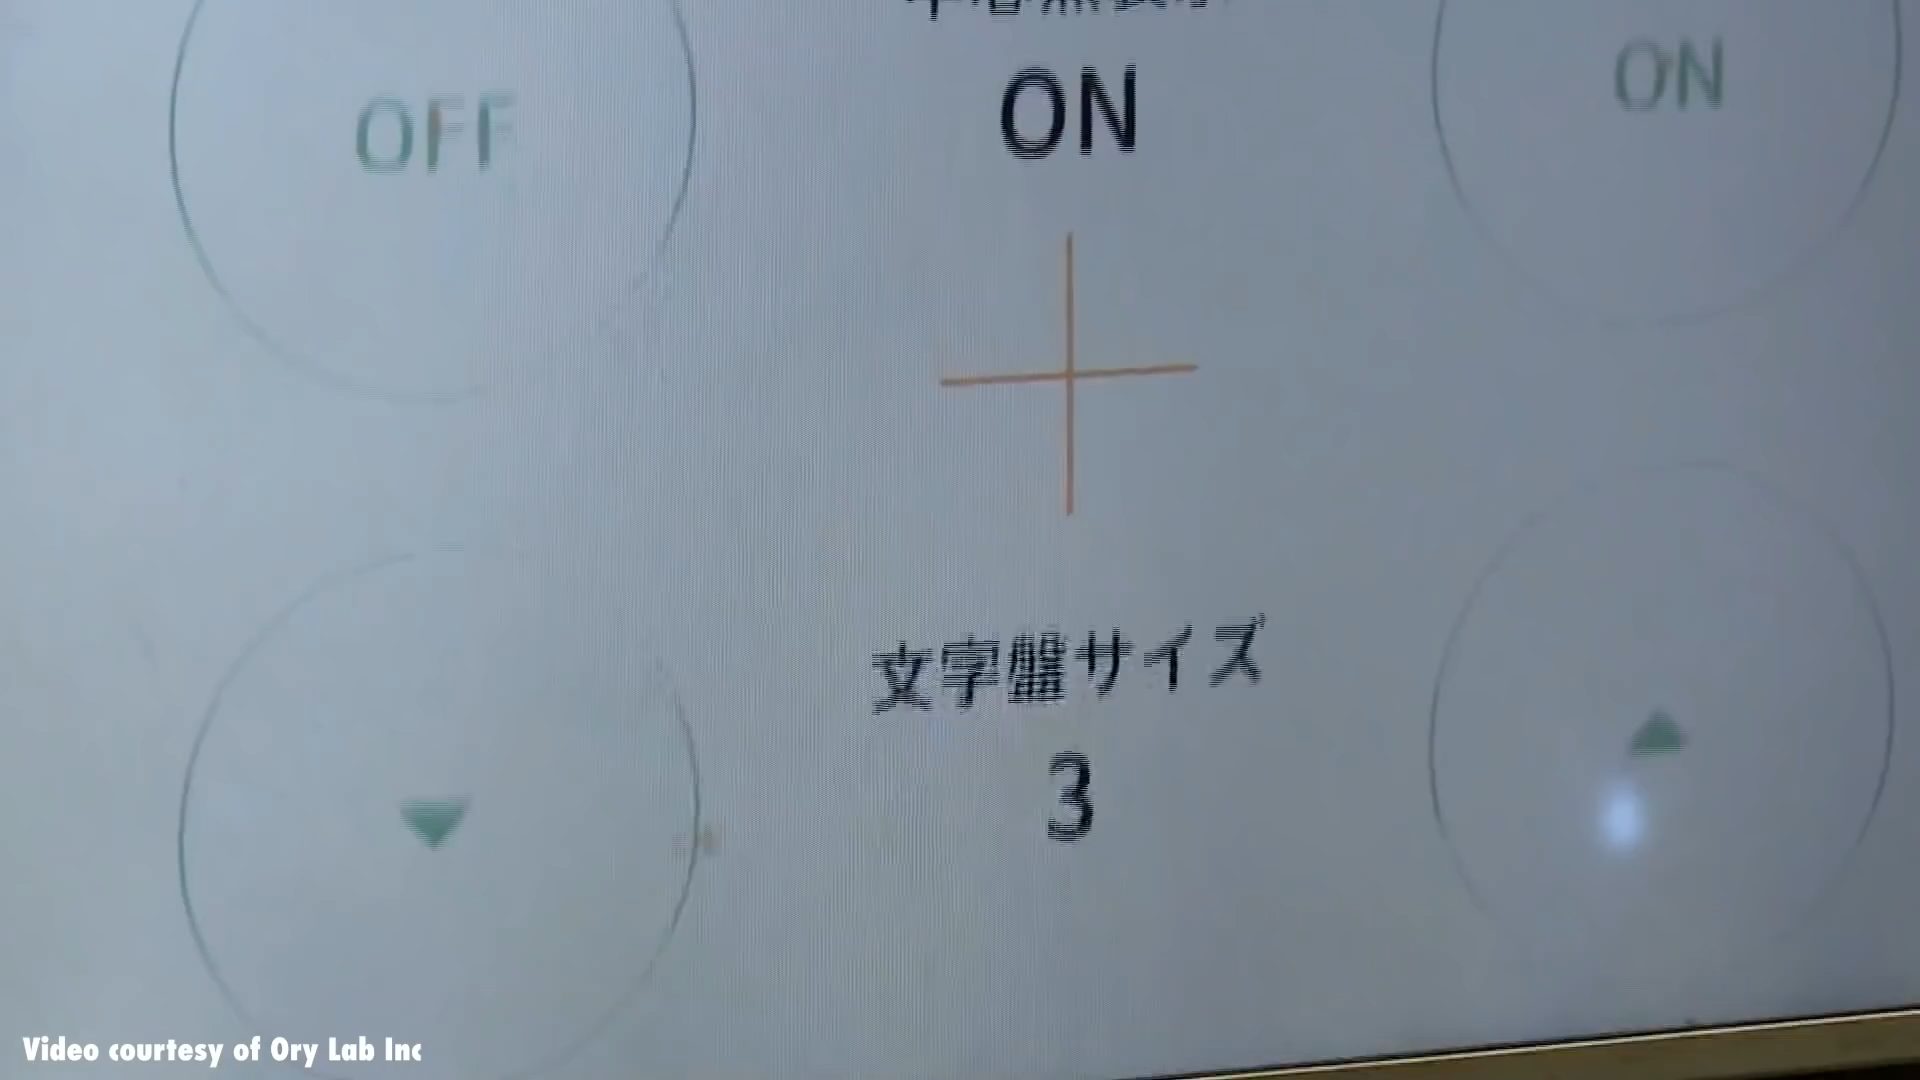 OFF
ON
ON
文字盤サイズ
3
Video courtesy of Ory Lab Inc